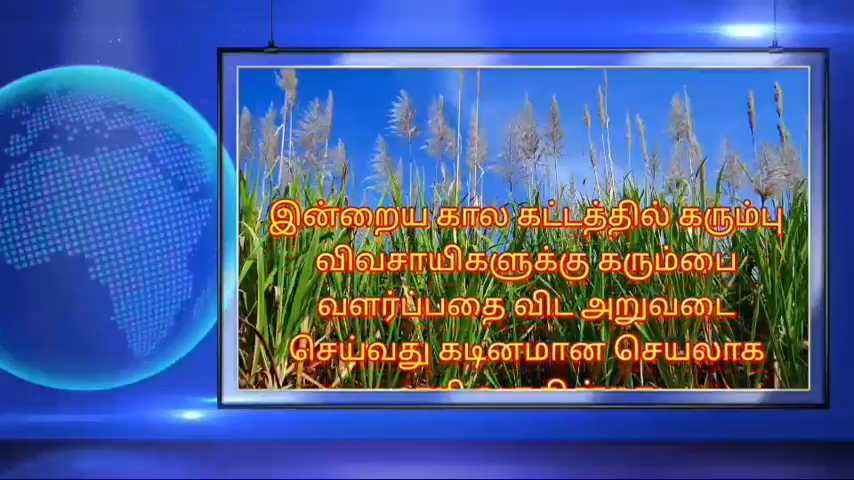 இன்றைய கால கட்டத்தில் கரும்பு
விவசாயிகளுக்கு கரும்பை
வளர்ப்பதை விட அறுவடை
செய்வது கடினமான செயலாக